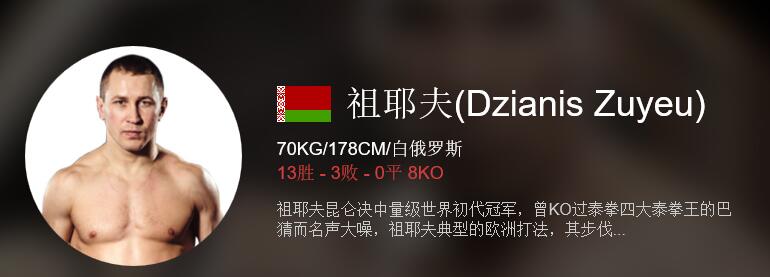 祖耶夫(Dzianis Zuyeu)
70KG/178CM/白俄罗斯
13胜 - 3败 - 0平 8KO
祖耶夫昆仑决中量级世界初代冠军，曾KO过泰拳四大泰拳王的巴
猜而名声大噪，祖耶夫典型的欧洲打法，其步伐...